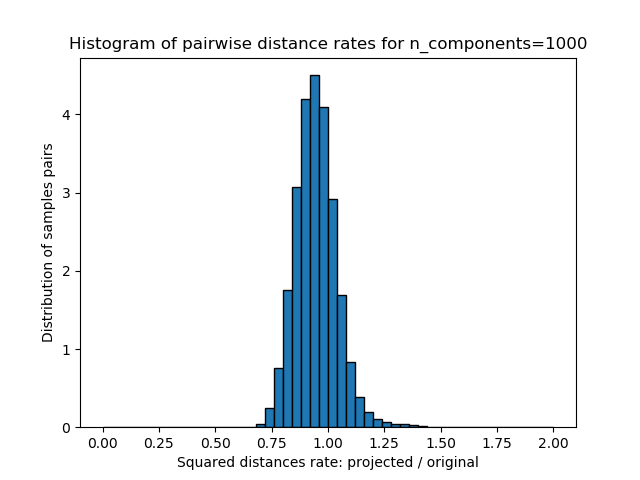 Histogram of pairwise distance rates for n_components=1000
Distribution of samples pairs
4
3
2
1
0
0.00 0.25 0.50 0.75 1.00 1.25 1.50 1.75 2.00
Squared distances rate: projected / original